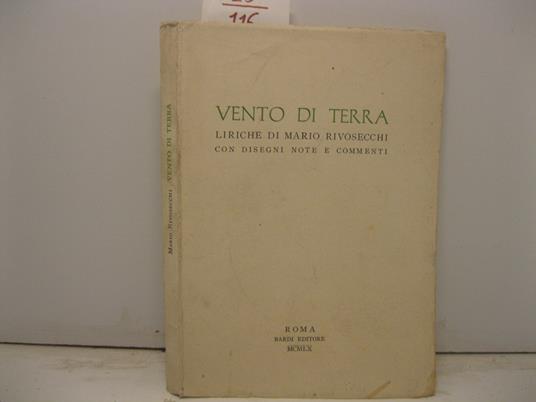 116
VENTO DI TERRA
LIRICHE DI MARIO RIVOSECCHI
CON DISEGNI NOTE E COMMENTI
ROMA
BARDI EDITORE
MCMLX
MARIO RIVOSECCHI VENTO DI TERRA